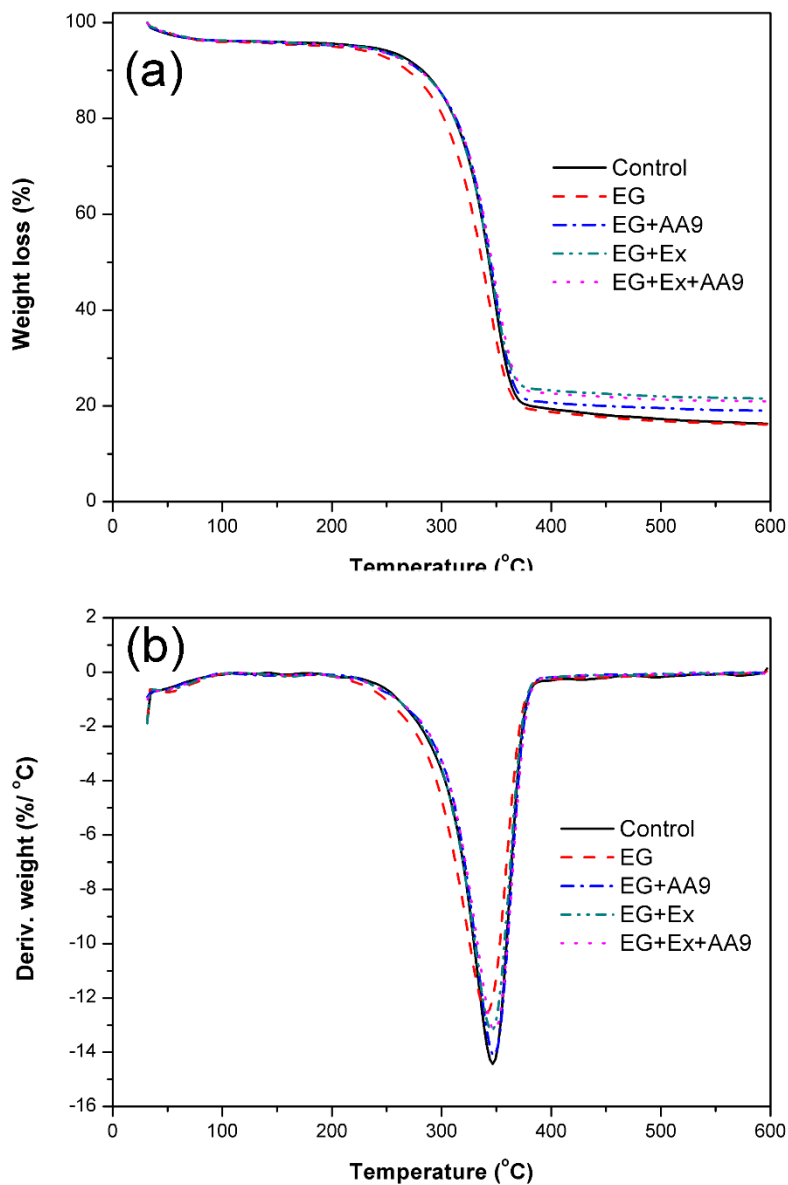 100
80
60
40
20
0
Weight loss (%)
(a)
Control
EG
EG+AA9
EG+Ex
EG+Ex+AA9
0
100
200
300
400
500
600
Temperature (°C)
2
0
-2
-4
-6
-8
-10
-12
-14
-16
Deriv. weight (%/ °C)
(b)
Control
EG
EG+AA9
EG+Ex
EG+Ex+AA9
0
100
200
300
400
500
600
Temperature (°C)